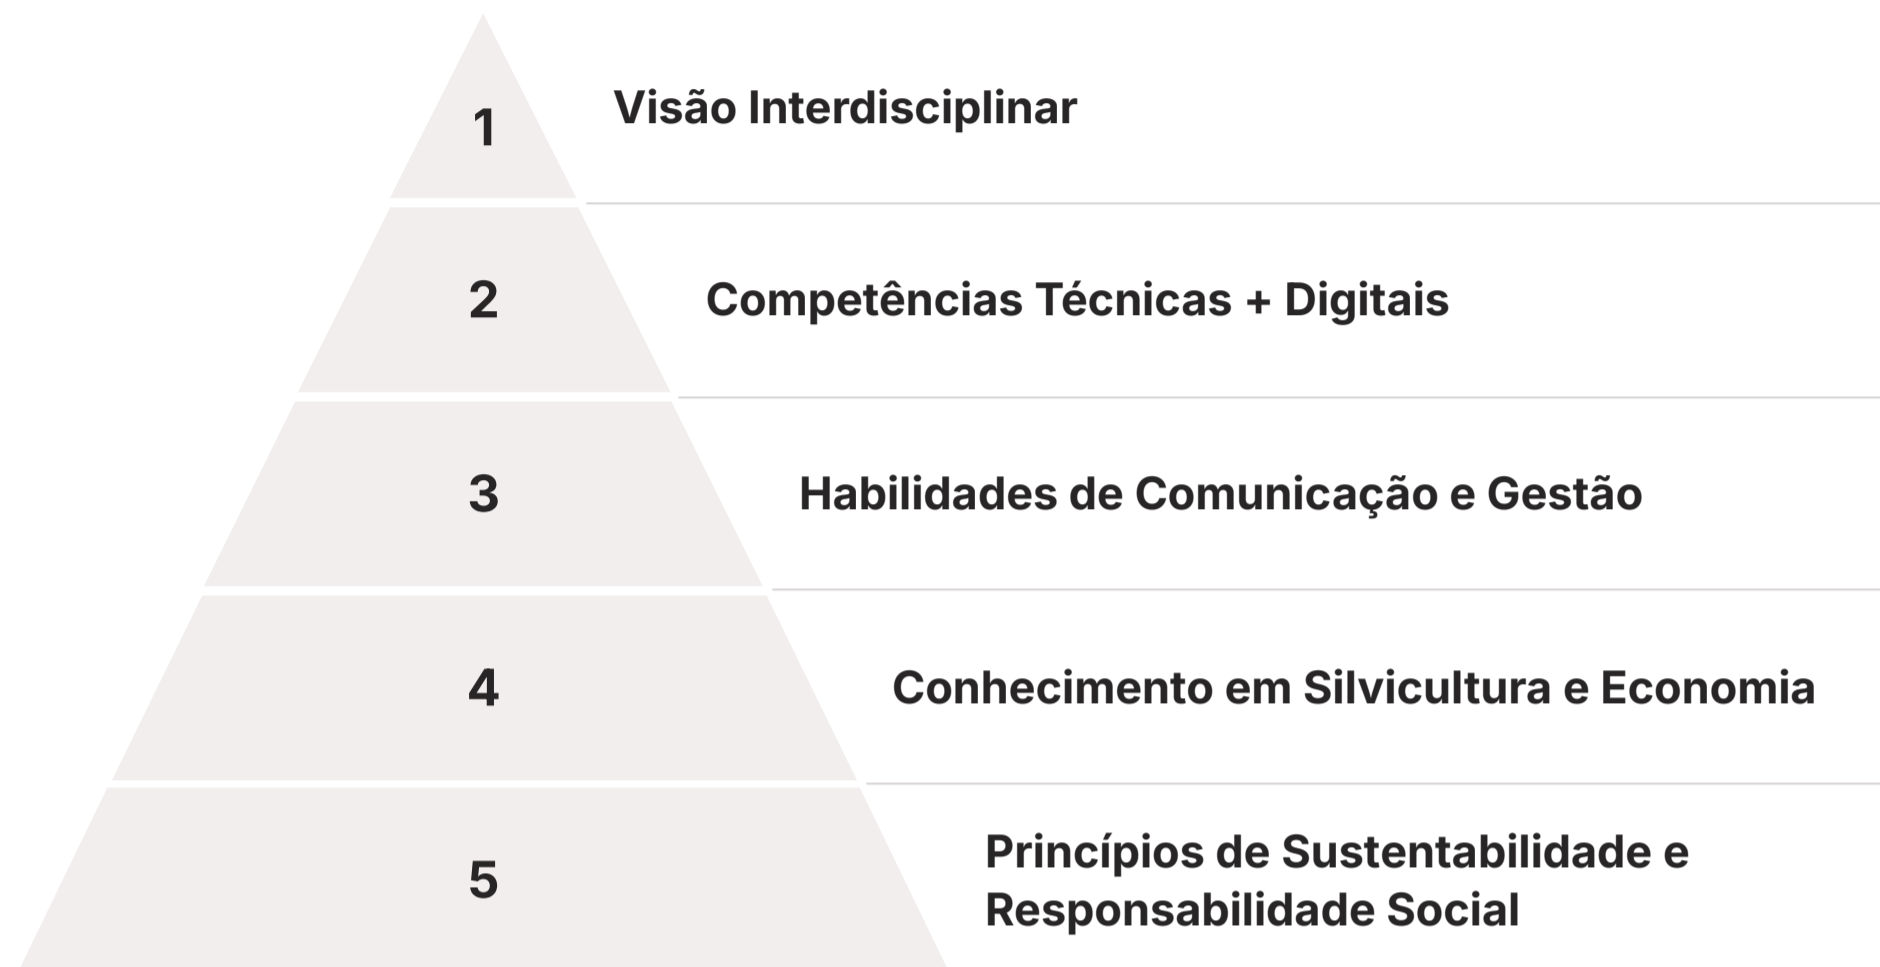 1
Visão Interdisciplinar
2
Competências Técnicas + Digitais
3
Habilidades de Comunicação e Gestão
4
Conhecimento em Silvicultura e Economia
5
Princípios de Sustentabilidade e
Responsabilidade Social